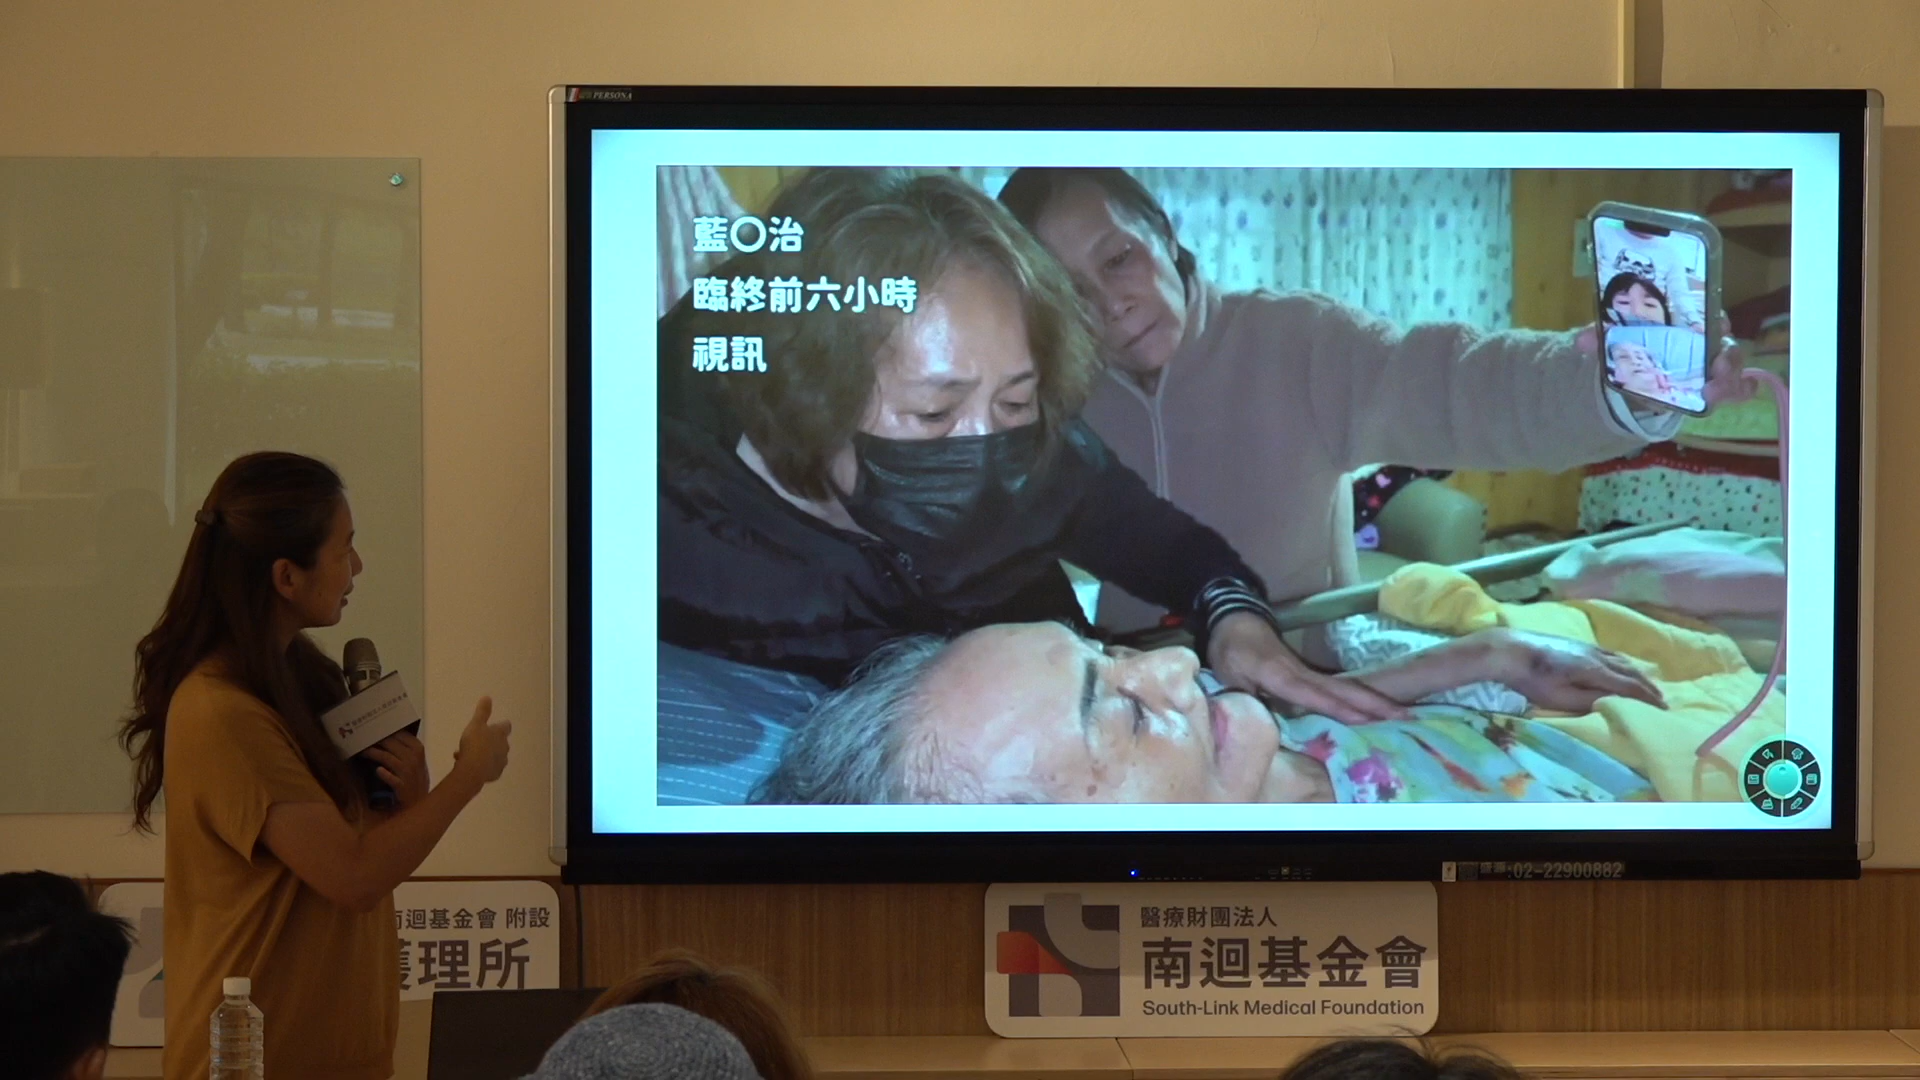 PERSONA
藍〇治
臨終前六小時
視訊
:02-22900882
南迴基金會 附設
護理所
醫療財團法人
南迴基金會
South-Link Medical Foundation